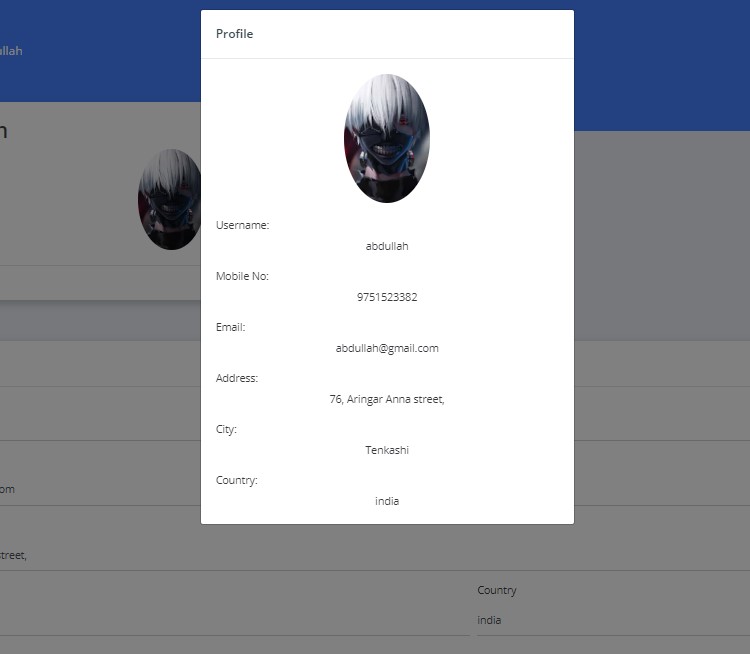 ullah
n
Profile
Username:
abdullah
Mobile No:
9751523382
Email:
abdullah@gmail.com
Address:
76, Aringar Anna street,
City:
Tenkashi
Country:
india
om
treet,
Country
india